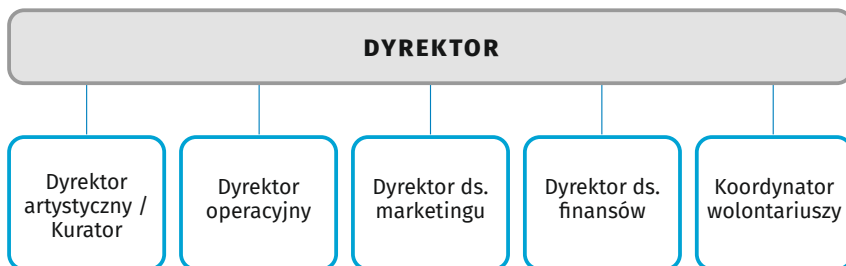 DYREKTOR
Dyrektor
artystyczny /
Kurator
Dyrektor
operacyjny
Dyrektor ds.
marketingu
Dyrektor ds.
finansów
Koordynator
wolontariuszy